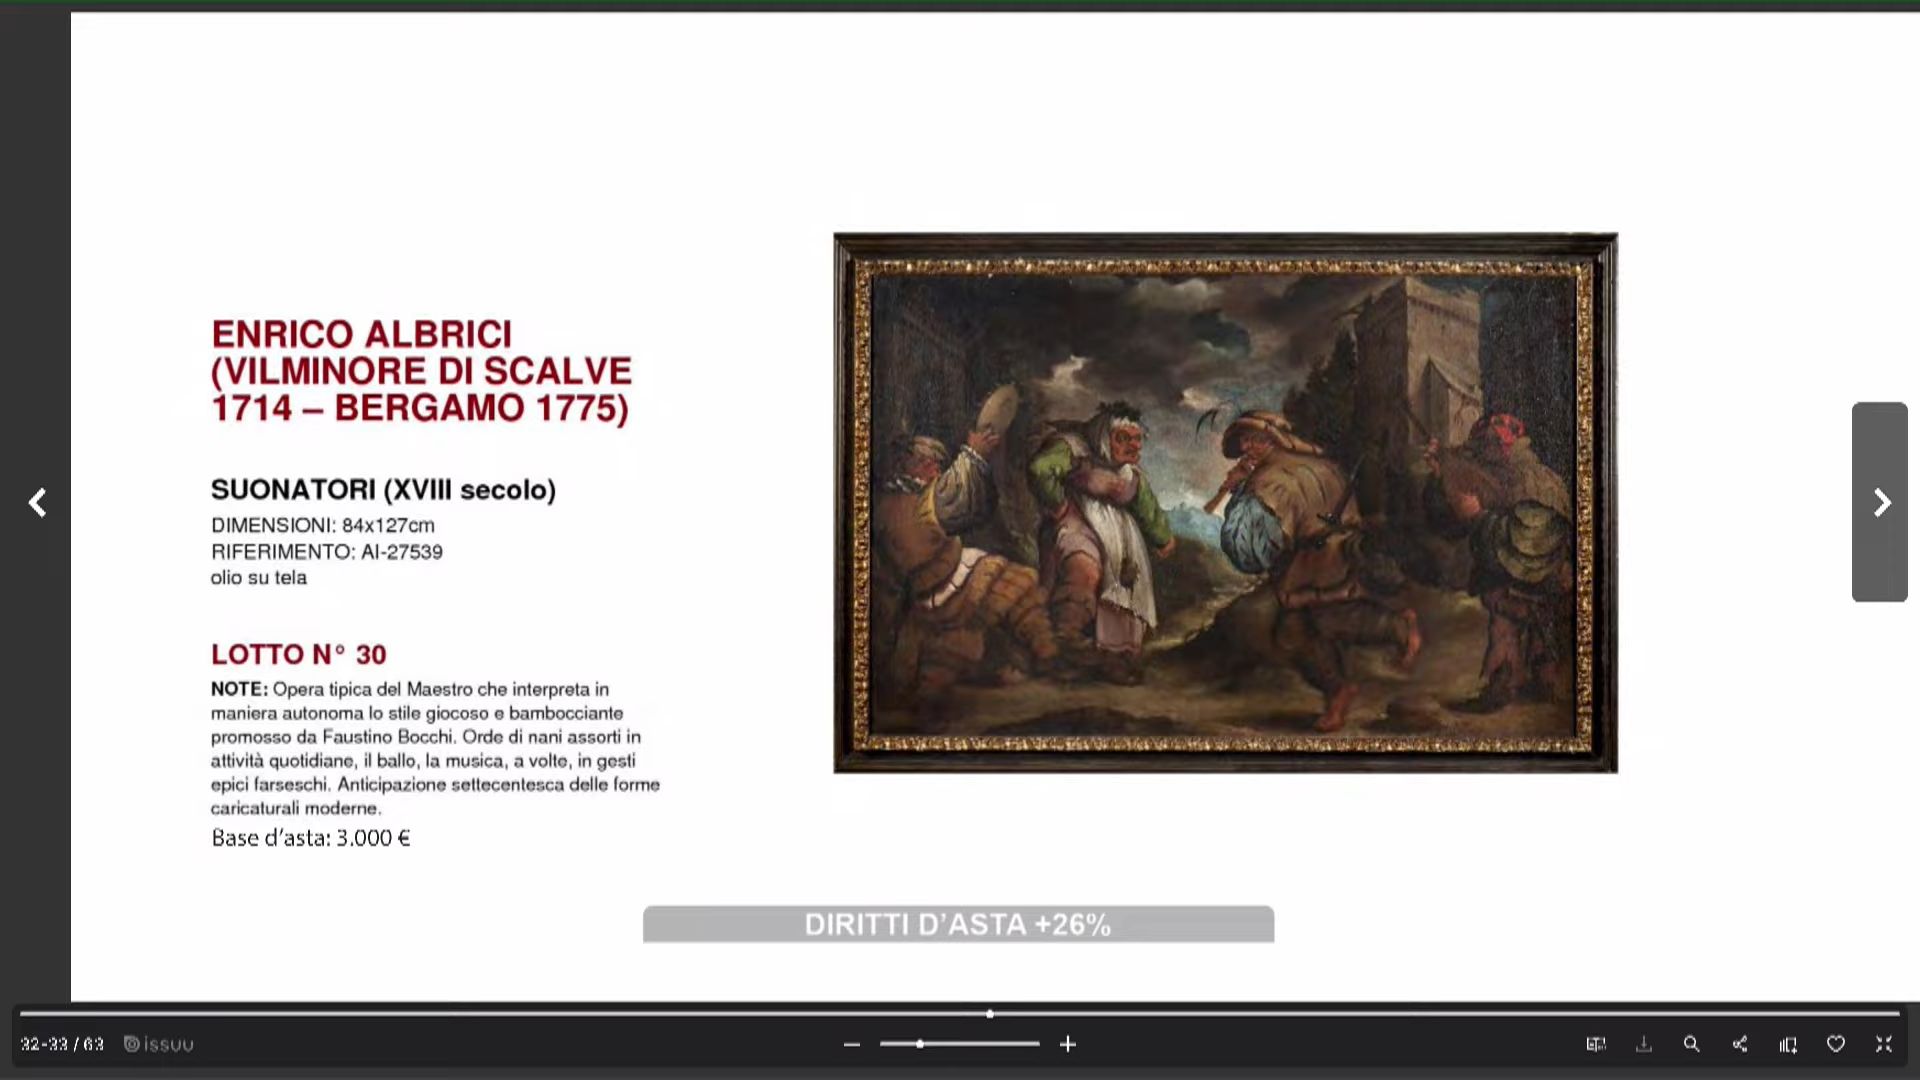 ENRICO ALBRICI
(VILMINORE DI SCALVE
1714 – BERGAMO 1775)
SUONATORI (XVIII secolo)
DIMENSIONI: 84x127cm
RIFERIMENTO: AI-27539
olio su tela
LOTTO N° 30
NOTE: Opera tipica del Maestro che interpreta in
maniera autonoma lo stile giocoso e bambocciante
promosso da Faustino Bocchi. Orde di nani assorti in
attività quotidiane, il ballo, la musica, a volte, in gesti
epici farseschi. Anticipazione settecentesca delle forme
caricaturali moderne.
Base d'asta: 3.000 €
DIRITTI D'ASTA +26%
32-33 / 63 issuu